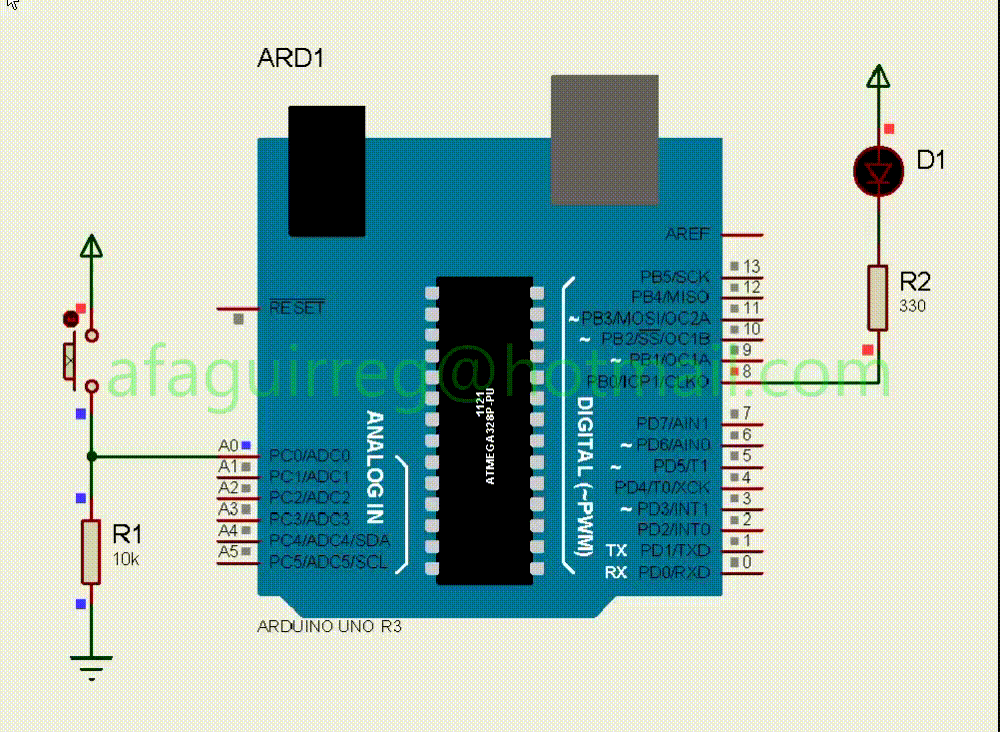 ARD1
D1
AREF
PB5/SCK 13
R2
PB4/MISO 12
330
RESET
~PB3/MOSI/OC2A 11
~ PB2/SS/OC1B 10
~ PB1/OC1A 9
afaguirreg@hotmail.com
PB0/ICP1/CLKO 8
1121
ATMEGA328P-PU
ANALOG IN
DIGITAL (~PWM)
PD7/AIN1 7
A0 PC0/ADC0
~ PD6/AIN0 6
A1 PC1/ADC1
~ PD5/T1 5
A2 PC2/ADC2
PD4/T0/XCK 4
A3 PC3/ADC3
~ PD3/INT1 3
R1
A4 PC4/ADC4/SDA
PD2/INT0 2
10k
A5 PC5/ADC5/SCL
TX PD1/TXD 1
RX PD0/RXD 0
ARDUINO UNO R3